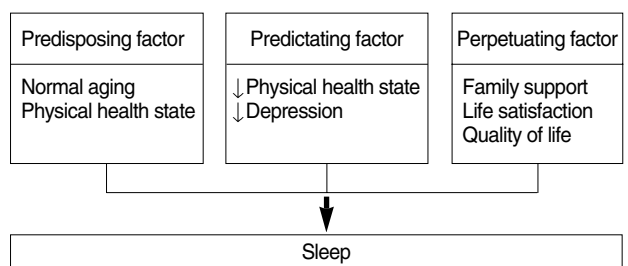 Predisposing factor
Normal aging
Physical health state
Predictating factor
↓Physical health state
↓Depression
Perpetuating factor
Family support
Life satisfaction
Quality of life
Sleep